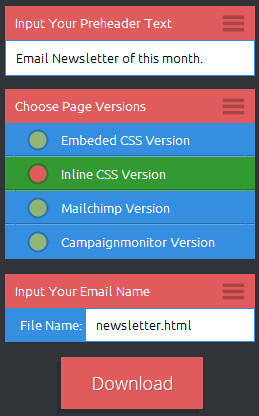 Input Your Preheader Text
Email Newsletter of this month.
Choose Page Versions
Embeded CSS Version
Inline CSS Version
Mailchimp Version
Campaignmonitor Version
Input Your Email Name
File Name: newsletter.html
Download